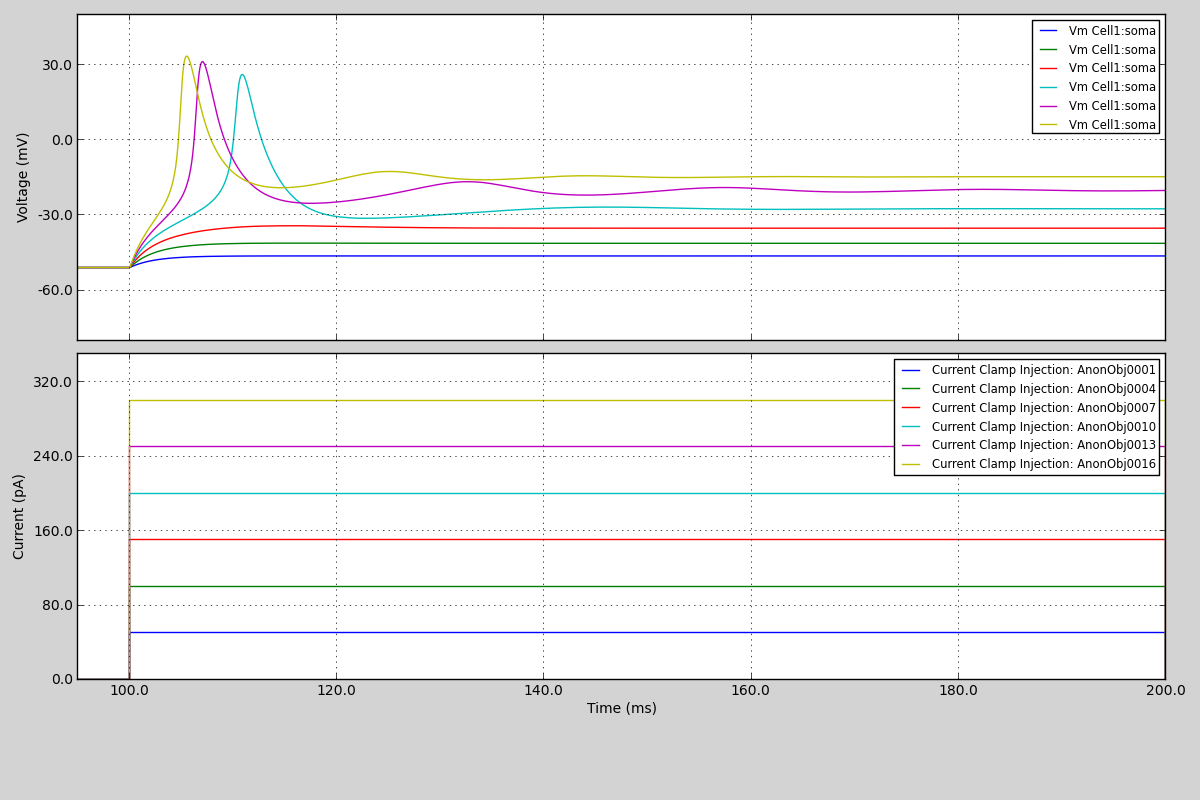 Voltage (mV)
30.0
0.0
-30.0
-60.0
Vm Cell1:soma
Vm Cell1:soma
Vm Cell1:soma
Vm Cell1:soma
Vm Cell1:soma
Vm Cell1:soma
Current (pA)
320.0
240.0
160.0
80.0
0.0
Current Clamp Injection: AnonObj0001
Current Clamp Injection: AnonObj0004
Current Clamp Injection: AnonObj0007
Current Clamp Injection: AnonObj0010
Current Clamp Injection: AnonObj0013
Current Clamp Injection: AnonObj0016
100.0 120.0 140.0 160.0 180.0 200.0
Time (ms)